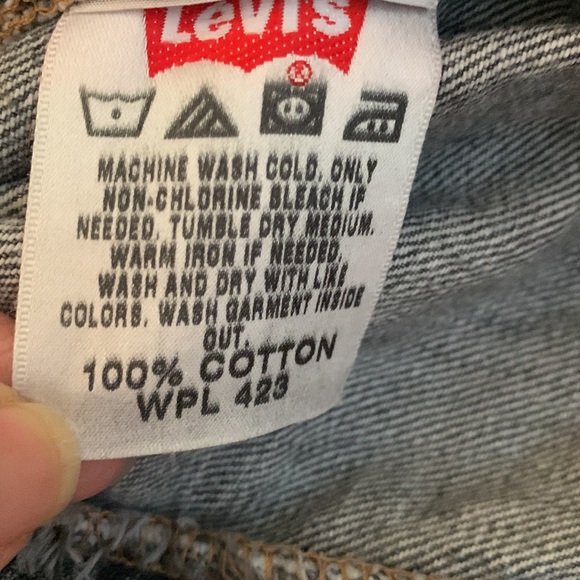 Levi's
®
MACHINE WASH COLD. ONLY
NON-CHLORINE BLEACH IF
NEEDED. TUMBLE DRY MEDIUM.
WARM IRON IF NEEDED.
WASH AND DRY WITH LIKE
COLORS. WASH GARMENT INSIDE
OUT.
100% COTTON
WPL 423